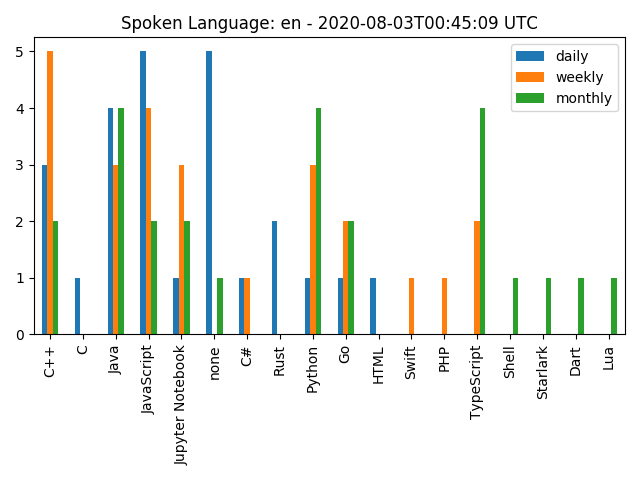 Spoken Language: en - 2020-08-03T00:45:09 UTC
daily
weekly
monthly
5
4
3
2
1
0
C++
C
Java
JavaScript
Jupyter Notebook
none
C#
Rust
Python
Go
HTML
Swift
PHP
TypeScript
Shell
Starlark
Dart
Lua